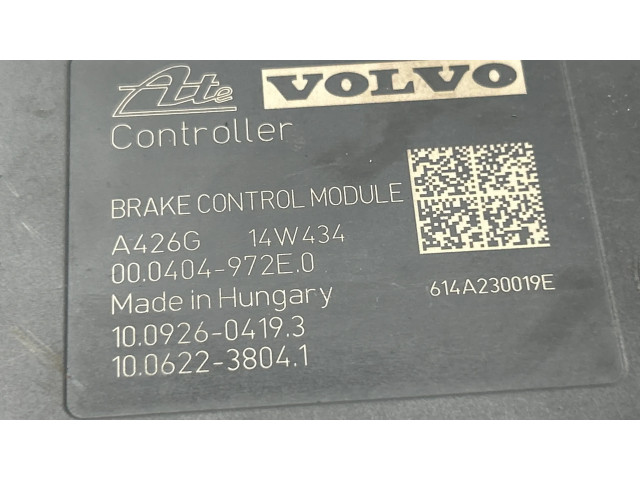 Ate VOLVO
Controller
BRAKE CONTROL MODULE
A426G 14W434
00.0404-972E.0
Made in Hungary
614A230019E
10.0926-0419.3
10.0622-3804.1